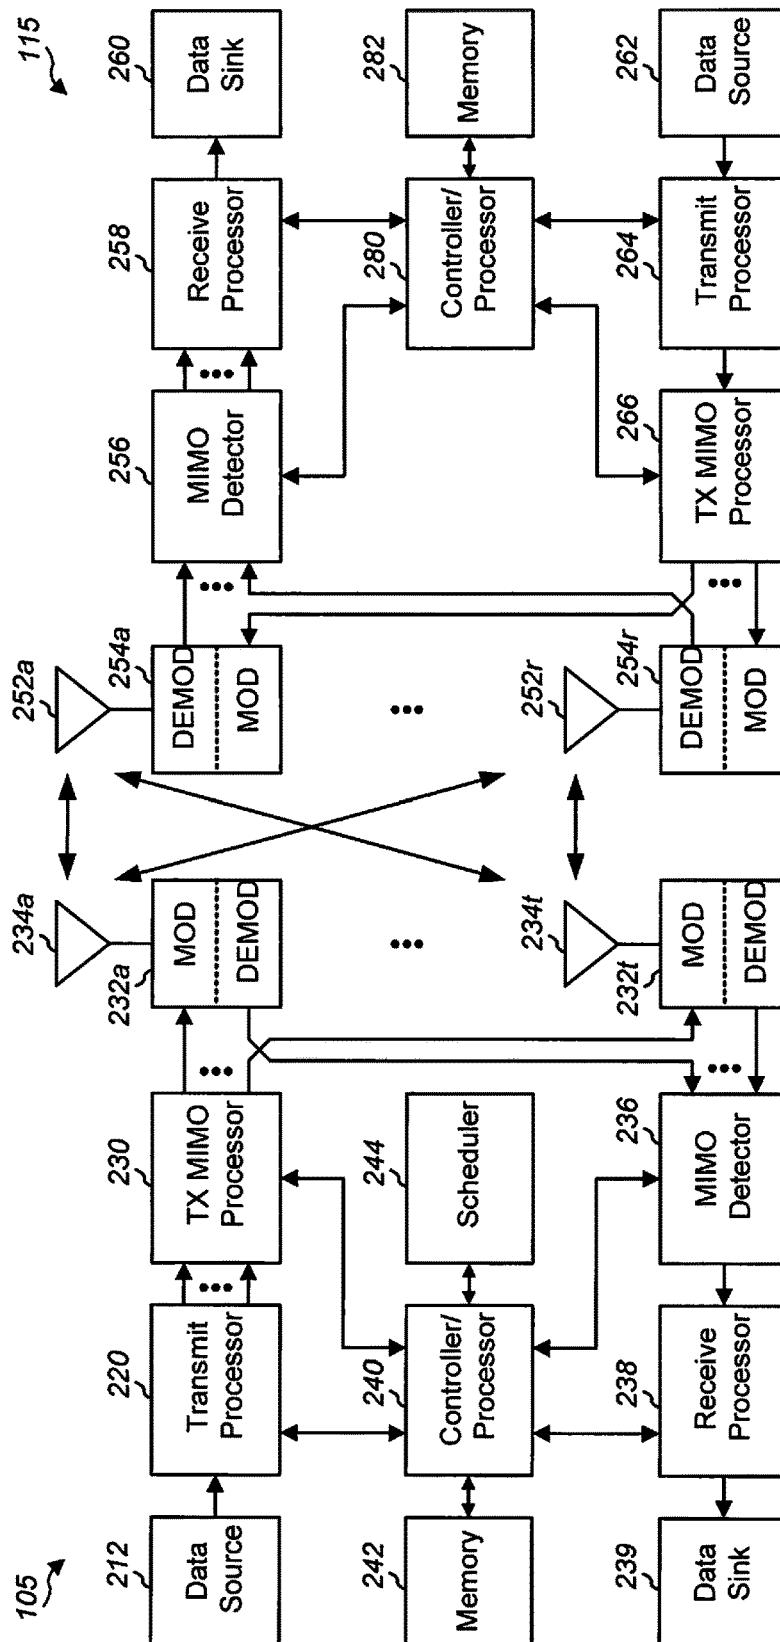 105
212
Data
Source
220
Transmit
Processor
230
TX MIMO
Processor
232a
234a
MOD
DEMOD
242
Memory
240
Controller/
Processor
244
Scheduler
239
Data
Sink
238
Receive
Processor
236
MIMO
Detector
232t
234t
MOD
DEMOD
115
252a
254a
DEMOD
MOD
256
MIMO
Detector
258
Receive
Processor
260
Data
Sink
280
Controller/
Processor
282
Memory
252r
254r
DEMOD
MOD
266
TX MIMO
Processor
264
Transmit
Processor
262
Data
Source